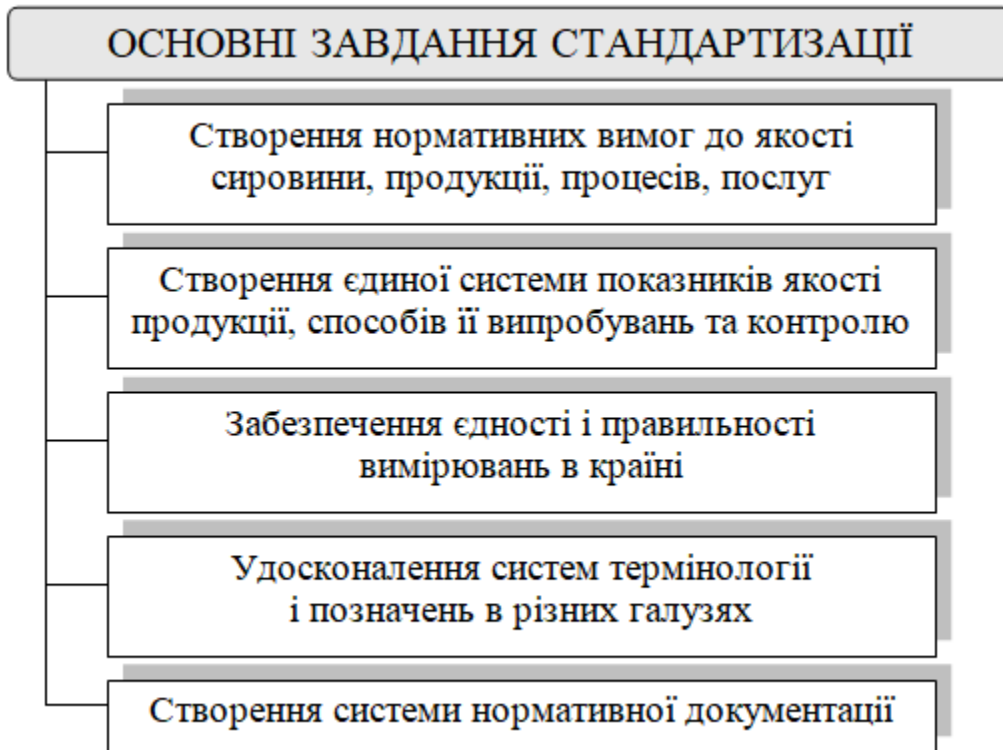 ОСНОВНІ ЗАВДАННЯ СТАНДАРТИЗАЦІЇ
Створення нормативних вимог до якості
сировини, продукції, процесів, послуг
Створення єдиної системи показників якості
продукції, способів її випробувань та контролю
Забезпечення єдності і правильності
вимірювань в країні
Удосконалення систем термінології
і позначень в різних галузях
Створення системи нормативної документації